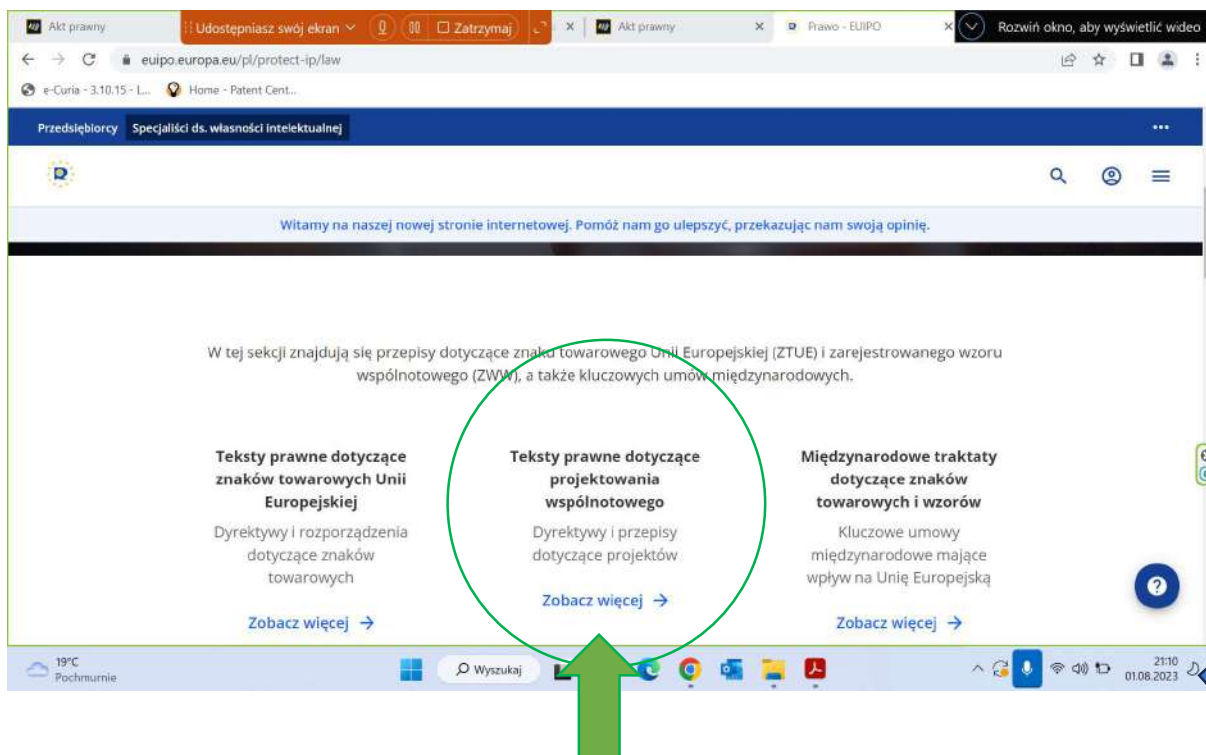 Akt prawny
Udostępniasz swój ekran
Zatrzymaj
Akt prawny
Prawo - EUIPO
Rozwiń okno, aby wyświetlić wideo
euipo.europa.eu/pl/protect-ip/law
e-Curia - 3.10.15 - L...
Home - Patent Cent...
Przedsiębiorcy Specjaliści ds. własności intelektualnej
Witamy na naszej nowej stronie internetowej. Pomóż nam go ulepszyć, przekazując nam swoją opinię.
W tej sekcji znajdują się przepisy dotyczące znaku towarowego Unii Europejskiej (ZTUE) i zarejestrowanego wzoru
wspólnotowego (ZWW), a także kluczowych umów międzynarodowych.
Teksty prawne dotyczące
znaków towarowych Unii
Europejskiej
Dyrektywy i rozporządzenia
dotyczące znaków
towarowych
Zobacz więcej →
Teksty prawne dotyczące
projektowania
wspólnotowego
Dyrektywy i przepisy
dotyczące projektów
Zobacz więcej →
Międzynarodowe traktaty
dotyczące znaków
towarowych i wzorów
Kluczowe umowy
międzynarodowe mające
wpływ na Unię Europejską
Zobacz więcej →
19°C
Pochmurnie
Wyszukaj
21:10
01.08.2023